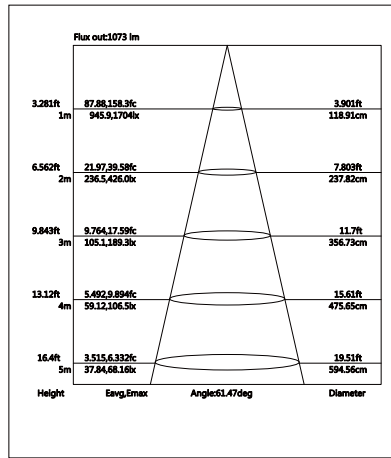 Flux out:1073 lm
3.281ft 87.88,158.3fc 3.901ft
1m 945.9,1704lx 118.91cm
6.562ft 21.97,39.58fc 7.803ft
2m 236.5,426.0lx 237.82cm
9.843ft 9.764,17.59fc 11.7ft
3m 105.1,189.3lx 356.73cm
13.12ft 5.492,9.894fc 15.61ft
4m 59.12,106.5lx 475.65cm
16.4ft 3.515,6.332fc 19.51ft
5m 37.84,68.16lx 594.56cm
Height Eavg,Emax Angle:61.47deg Diameter